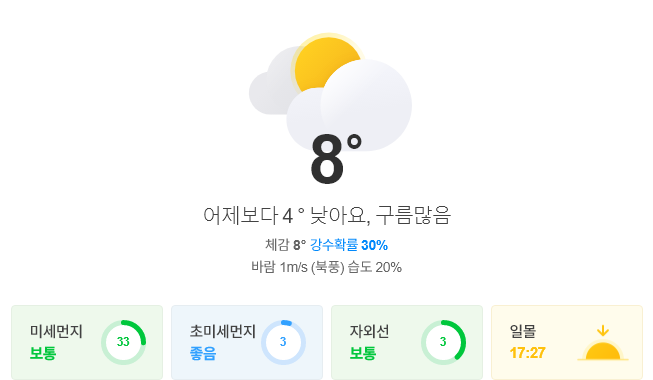 8°
어제보다 4 ° 낮아요, 구름많음
체감 8° 강수확률 30%
바람 1m/s (북풍) 습도 20%
미세먼지
보통
33
초미세먼지
좋음
3
자외선
보통
3
일몰
17:27